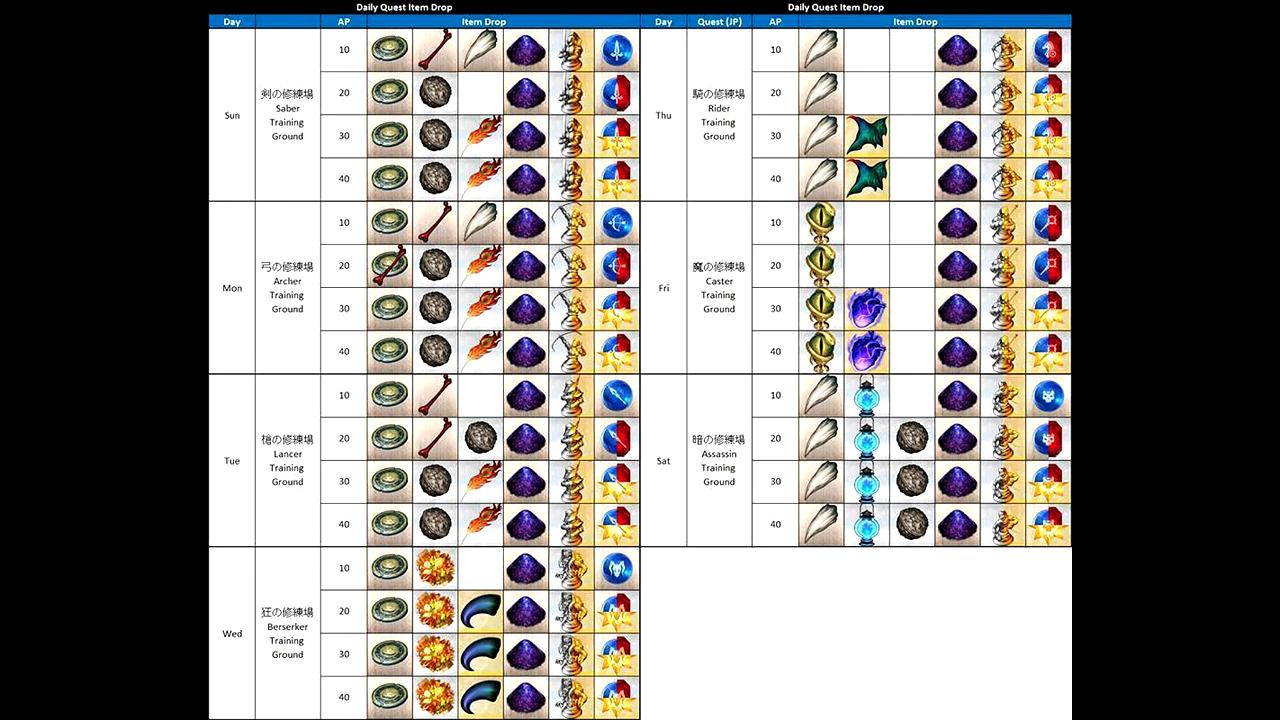 Daily Quest Item Drop
Day AP Item Drop
Sun
剣の修練場
Saber
Training
Ground
10
20
30
40
Mon
弓の修練場
Archer
Training
Ground
10
20
30
40
Tue
槍の修練場
Lancer
Training
Ground
10
20
30
40
Wed
狂の修練場
Berserker
Training
Ground
10
20
30
40
Daily Quest Item Drop
Day Quest (JP) AP Item Drop
Thu
騎の修練場
Rider
Training
Ground
10
20
30
40
Fri
魔の修練場
Caster
Training
Ground
10
20
30
40
Sat
暗の修練場
Assassin
Training
Ground
10
20
30
40